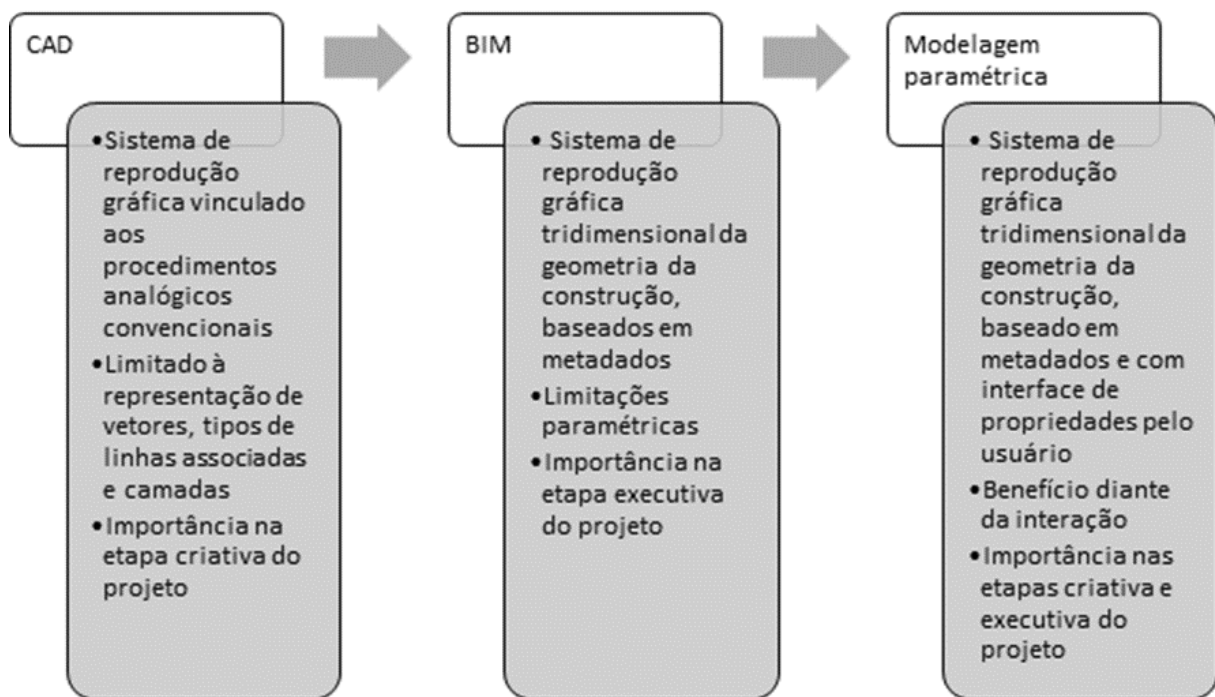 CAD
•Sistema de
reprodução
gráfica vinculado
aos
procedimentos
analógicos
convencionais
•Limitado à
representação de
vetores, tipos de
linhas associadas
e camadas
•Importância na
etapa criativa do
projeto
BIM
• Sistema de
reprodução
gráfica
tridimensional da
geometria da
construção,
baseados em
metadados
•Limitações
paramétricas
•Importância na
etapa executiva
do projeto
Modelagem
paramétrica
• Sistema de
reprodução
gráfica
tridimensional da
geometria da
construção,
baseado em
metadados e com
interface de
propriedades pelo
usuário
•Benefício diante
da interação
•Importância nas
etapas criativa e
executiva do
projeto